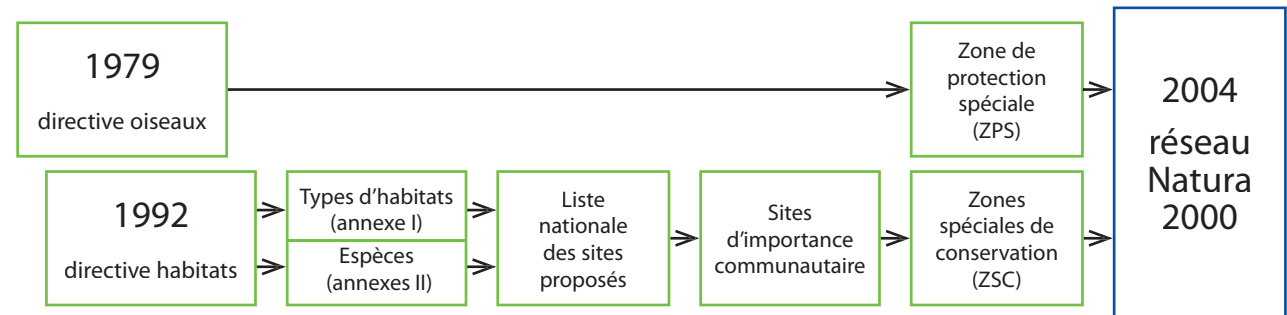 1979
directive oiseaux
Zone de
protection
spéciale
(ZPS)
1992
directive habitats
Types d'habitats
(annexe I)
Espèces
(annexes II)
Liste
nationale
des sites
proposés
Sites
d'importance
communautaire
Zones
spéciales de
conservation
(ZSC)
2004
réseau
Natura
2000